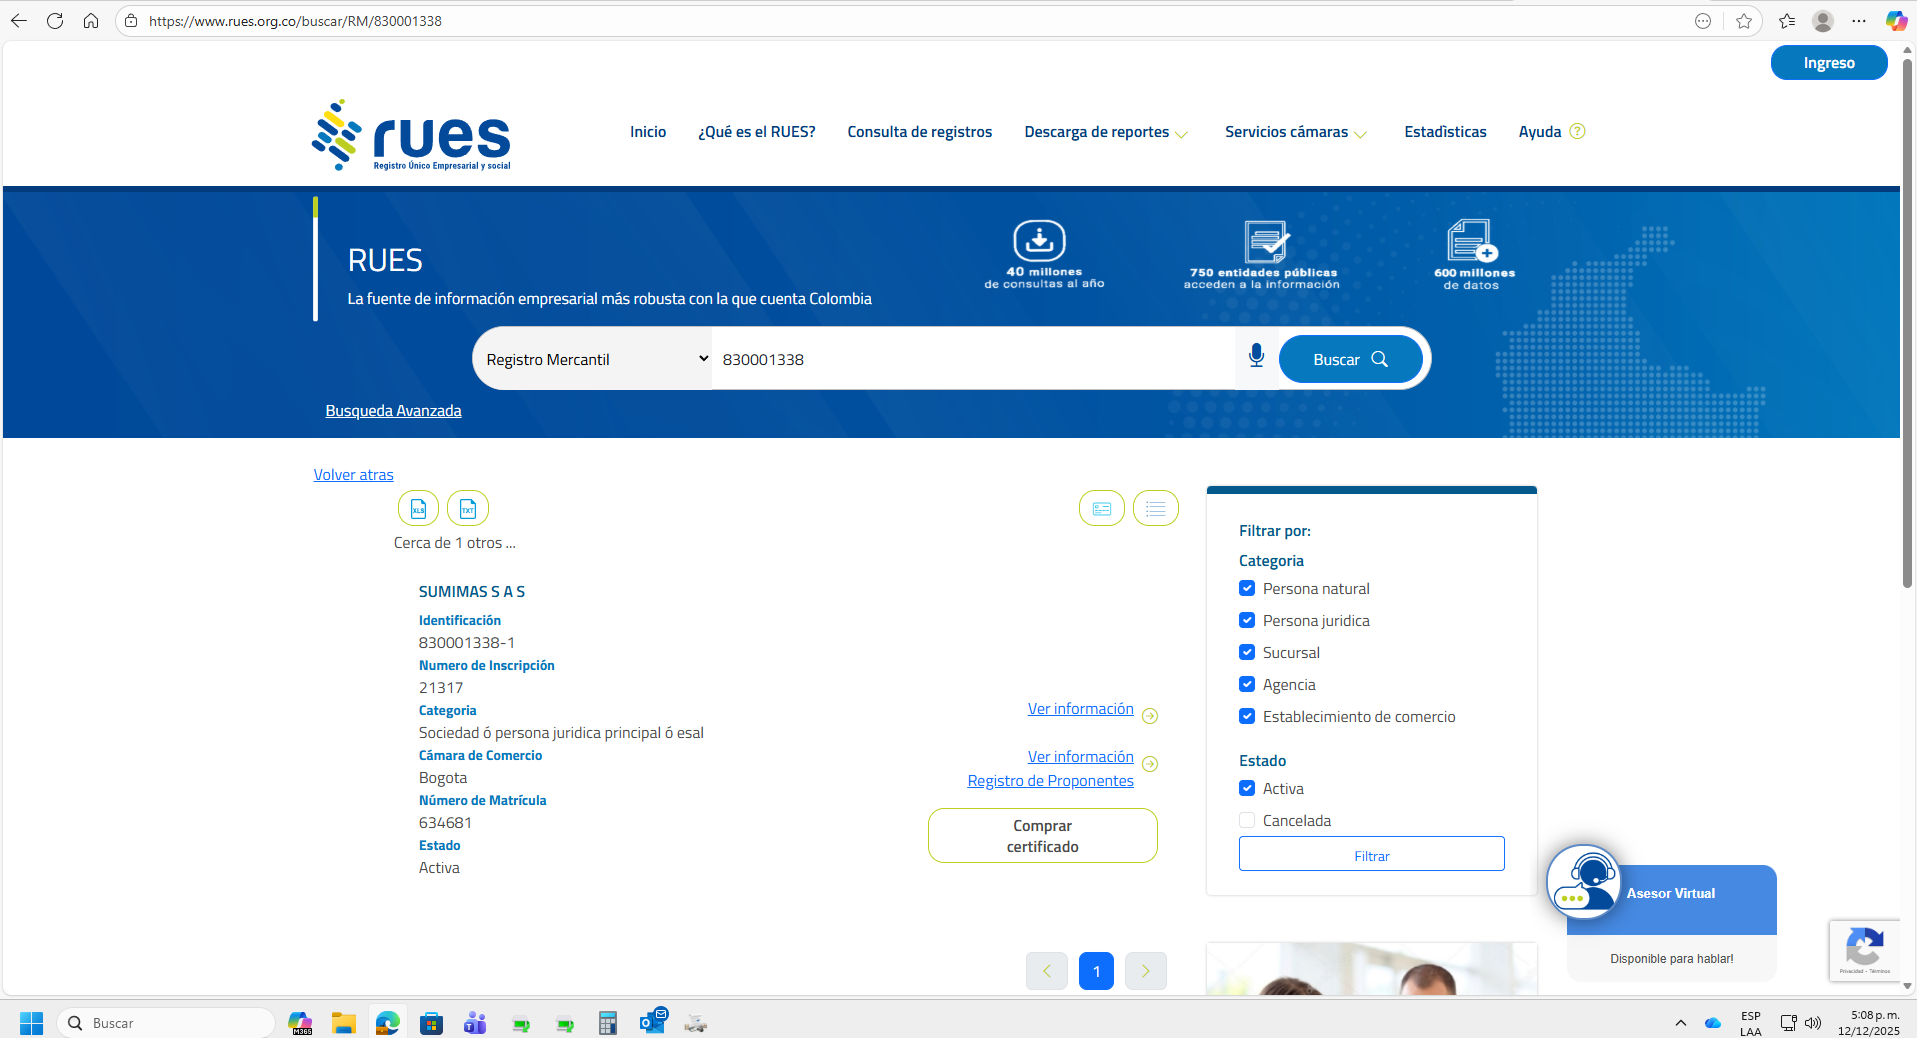 https://www.rues.org.co/buscar/RM/830001338
Ingreso
rues
Registro Único Empresarial y social
Inicio
¿Qué es el RUES?
Consulta de registros
Descarga de reportes
Servicios cámaras
Estadìsticas
Ayuda ?
RUES
La fuente de información empresarial más robusta con la que cuenta Colombia
40 millones
de consultas al año
750 entidades públicas
acceden a la información
600 millones
de datos
Registro Mercantil
830001338
Buscar
Busqueda Avanzada
Volver atras
XLS
TXT
Cerca de 1 otros ...
SUMIMAS S A S
Identificación
830001338-1
Numero de Inscripción
21317
Categoria
Sociedad ó persona juridica principal ó esal
Cámara de Comercio
Bogota
Número de Matrícula
634681
Estado
Activa
Ver información
Ver información
Registro de Proponentes
Comprar
certificado
Filtrar por:
Categoria
Persona natural
Persona juridica
Sucursal
Agencia
Establecimiento de comercio
Estado
Activa
Cancelada
Filtrar
Asesor Virtual
Disponible para hablar!
Privacidad - Términos
1
Buscar
M365
ESP
LAA
5:08 p. m.
12/12/2025